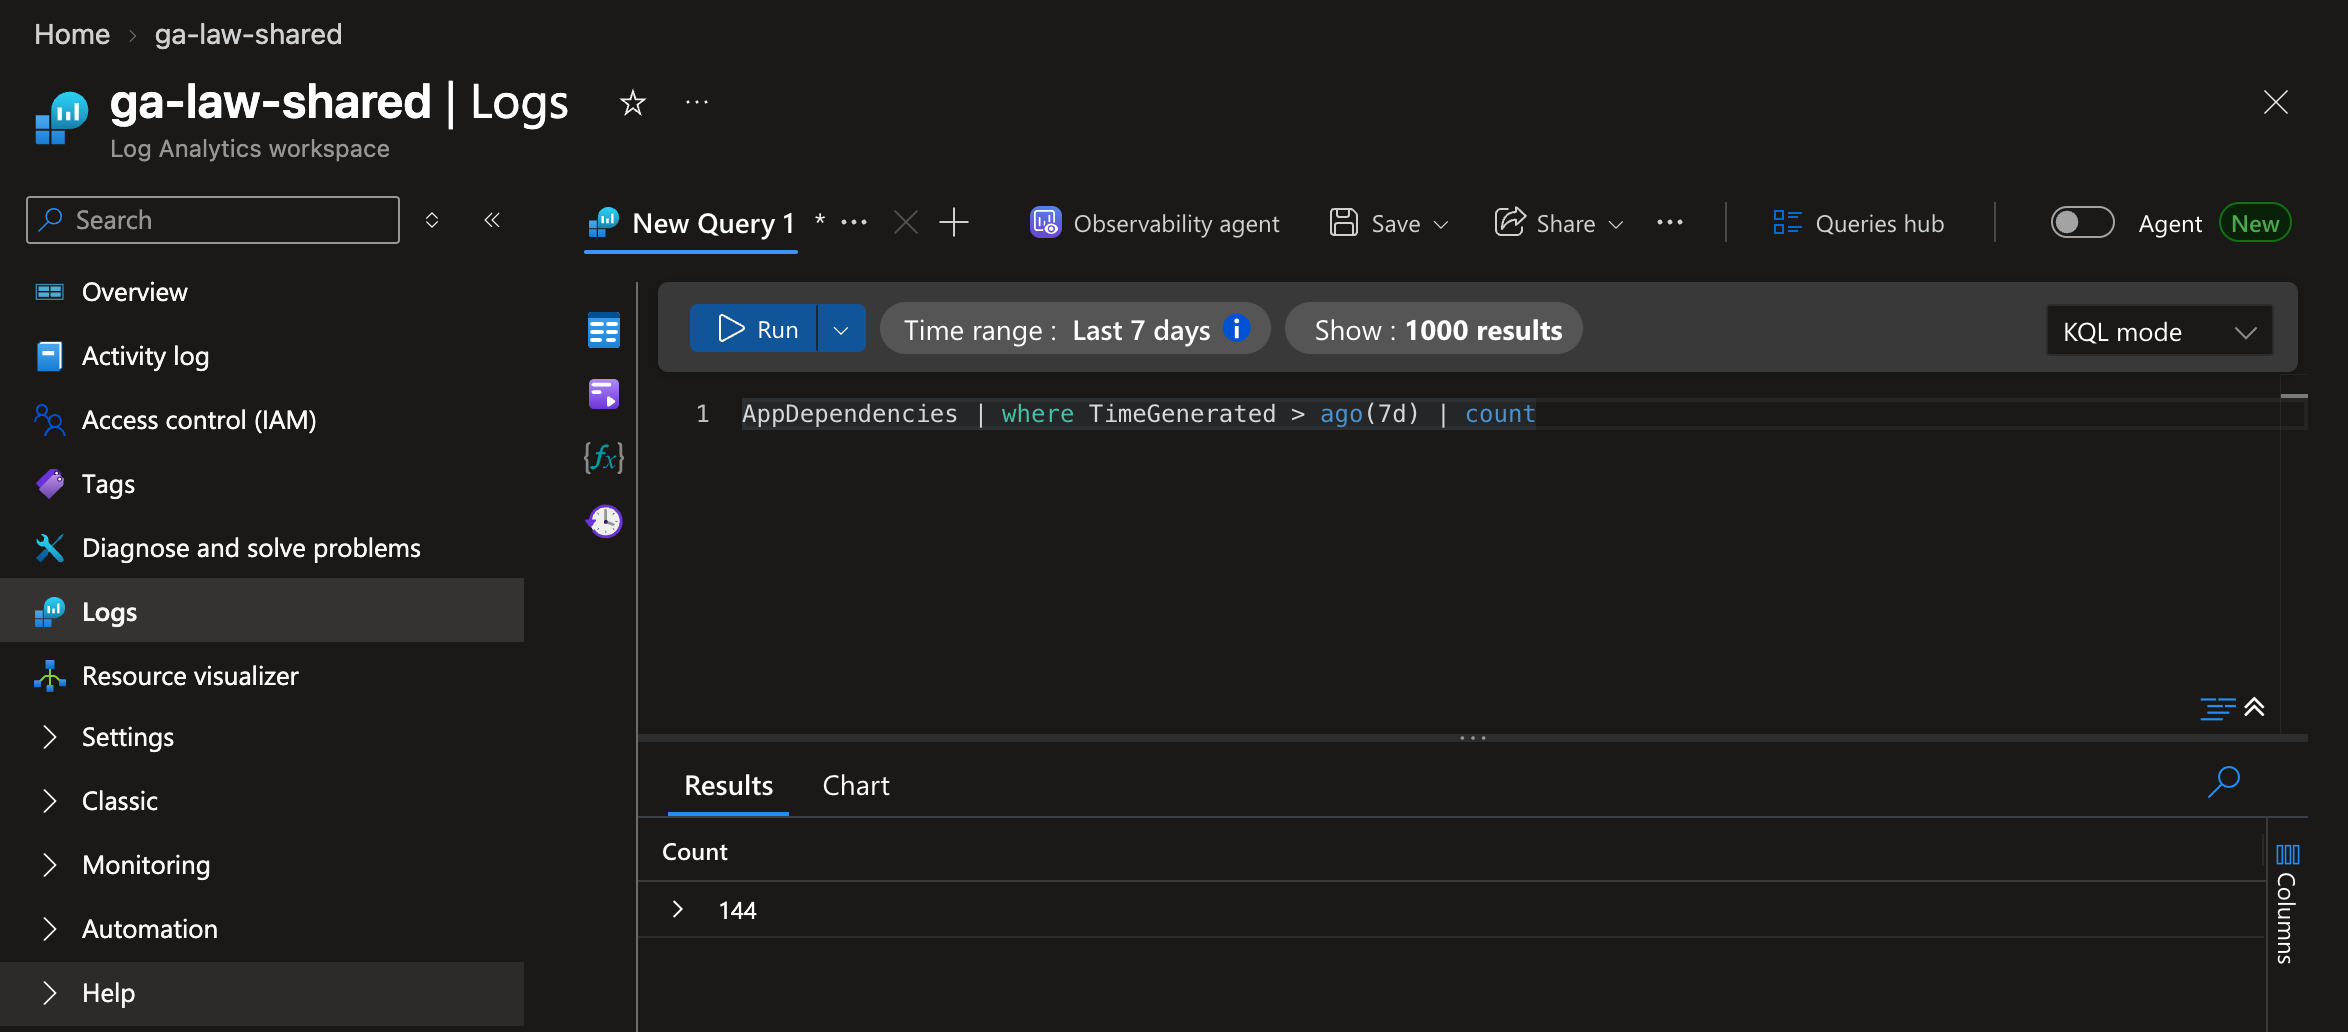 Home > ga-law-shared
ga-law-shared | Logs
Log Analytics workspace
Search
Overview
Activity log
Access control (IAM)
Tags
Diagnose and solve problems
Logs
Resource visualizer
Settings
Classic
Monitoring
Automation
Help
New Query 1 *
Observability agent
Save
Share
Queries hub
Agent New
Run
Time range : Last 7 days
Show : 1000 results
KQL mode
1 AppDependencies | where TimeGenerated > ago(7d) | count
Results Chart
Count
144
Columns